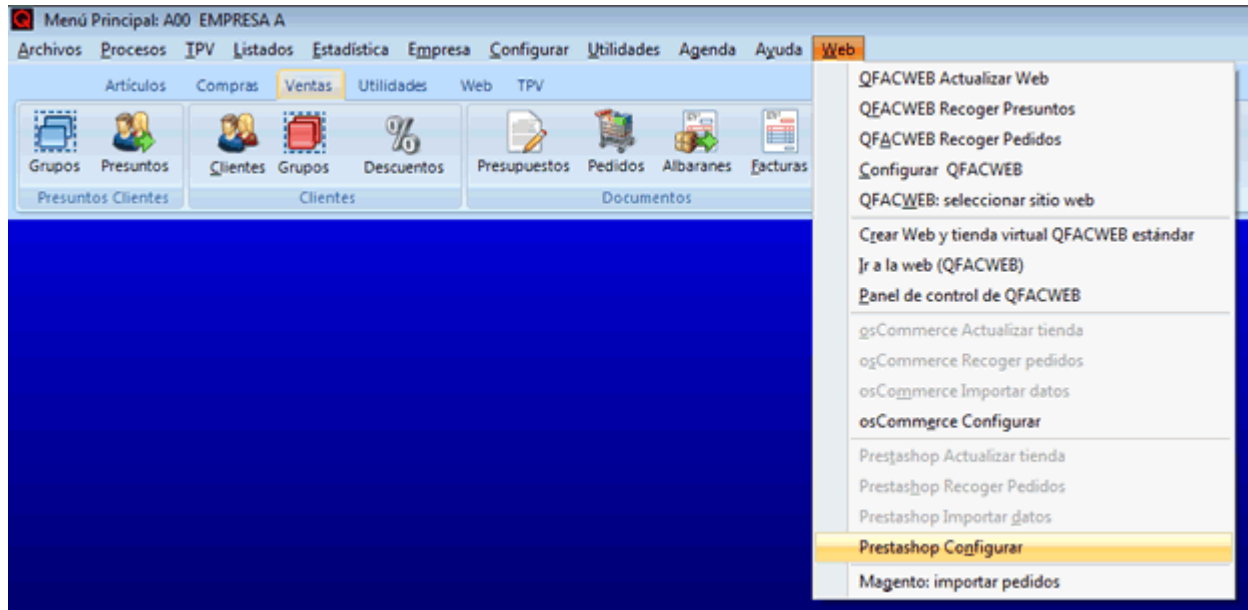 Menú Principal: A00 EMPRESA A
Archivos Procesos TPV Listados Estadística Empresa Configurar Utilidades Agenda Ayuda Web
Artículos Compras Ventas Utilidades Web TPV
Grupos Presuntos Clientes Grupos Descuentos Presupuestos Pedidos Albaranes Facturas
Presuntos Clientes Clientes Documentos
QFACWEB Actualizar Web
QFACWEB Recoger Presuntos
QFACWEB Recoger Pedidos
Configurar QFACWEB
QFACWEB: seleccionar sitio web
Crear Web y tienda virtual QFACWEB estándar
Ir a la web (QFACWEB)
Panel de control de QFACWEB
osCommerce Actualizar tienda
osCommerce Recoger pedidos
osCommerce Importar datos
osCommerce Configurar
Prestashop Actualizar tienda
Prestashop Recoger Pedidos
Prestashop Importar datos
Prestashop Configurar
Magento: importar pedidos